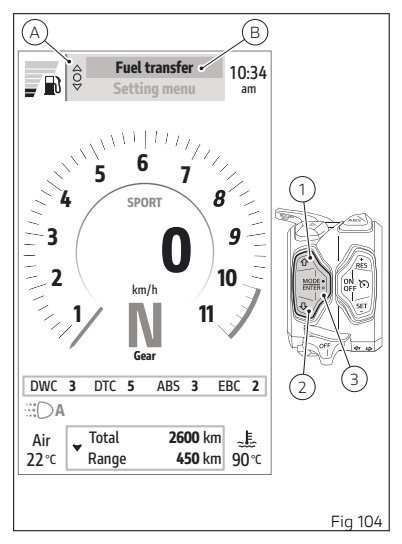 A
B
Fuel transfer
Setting menu
10:34
am
1
2
3
4
5
6
7
8
9
10
11
SPORT
0
km/h
N
Gear
DWC 3 DTC 5 ABS 3 EBC 2
A
Air
22 °C
Total 2600 km
Range 450 km
90 °C
1
ABS
MODE
ENTER
+
RES
ON
OFF
SET
-
OFF
2
3
Fig 104